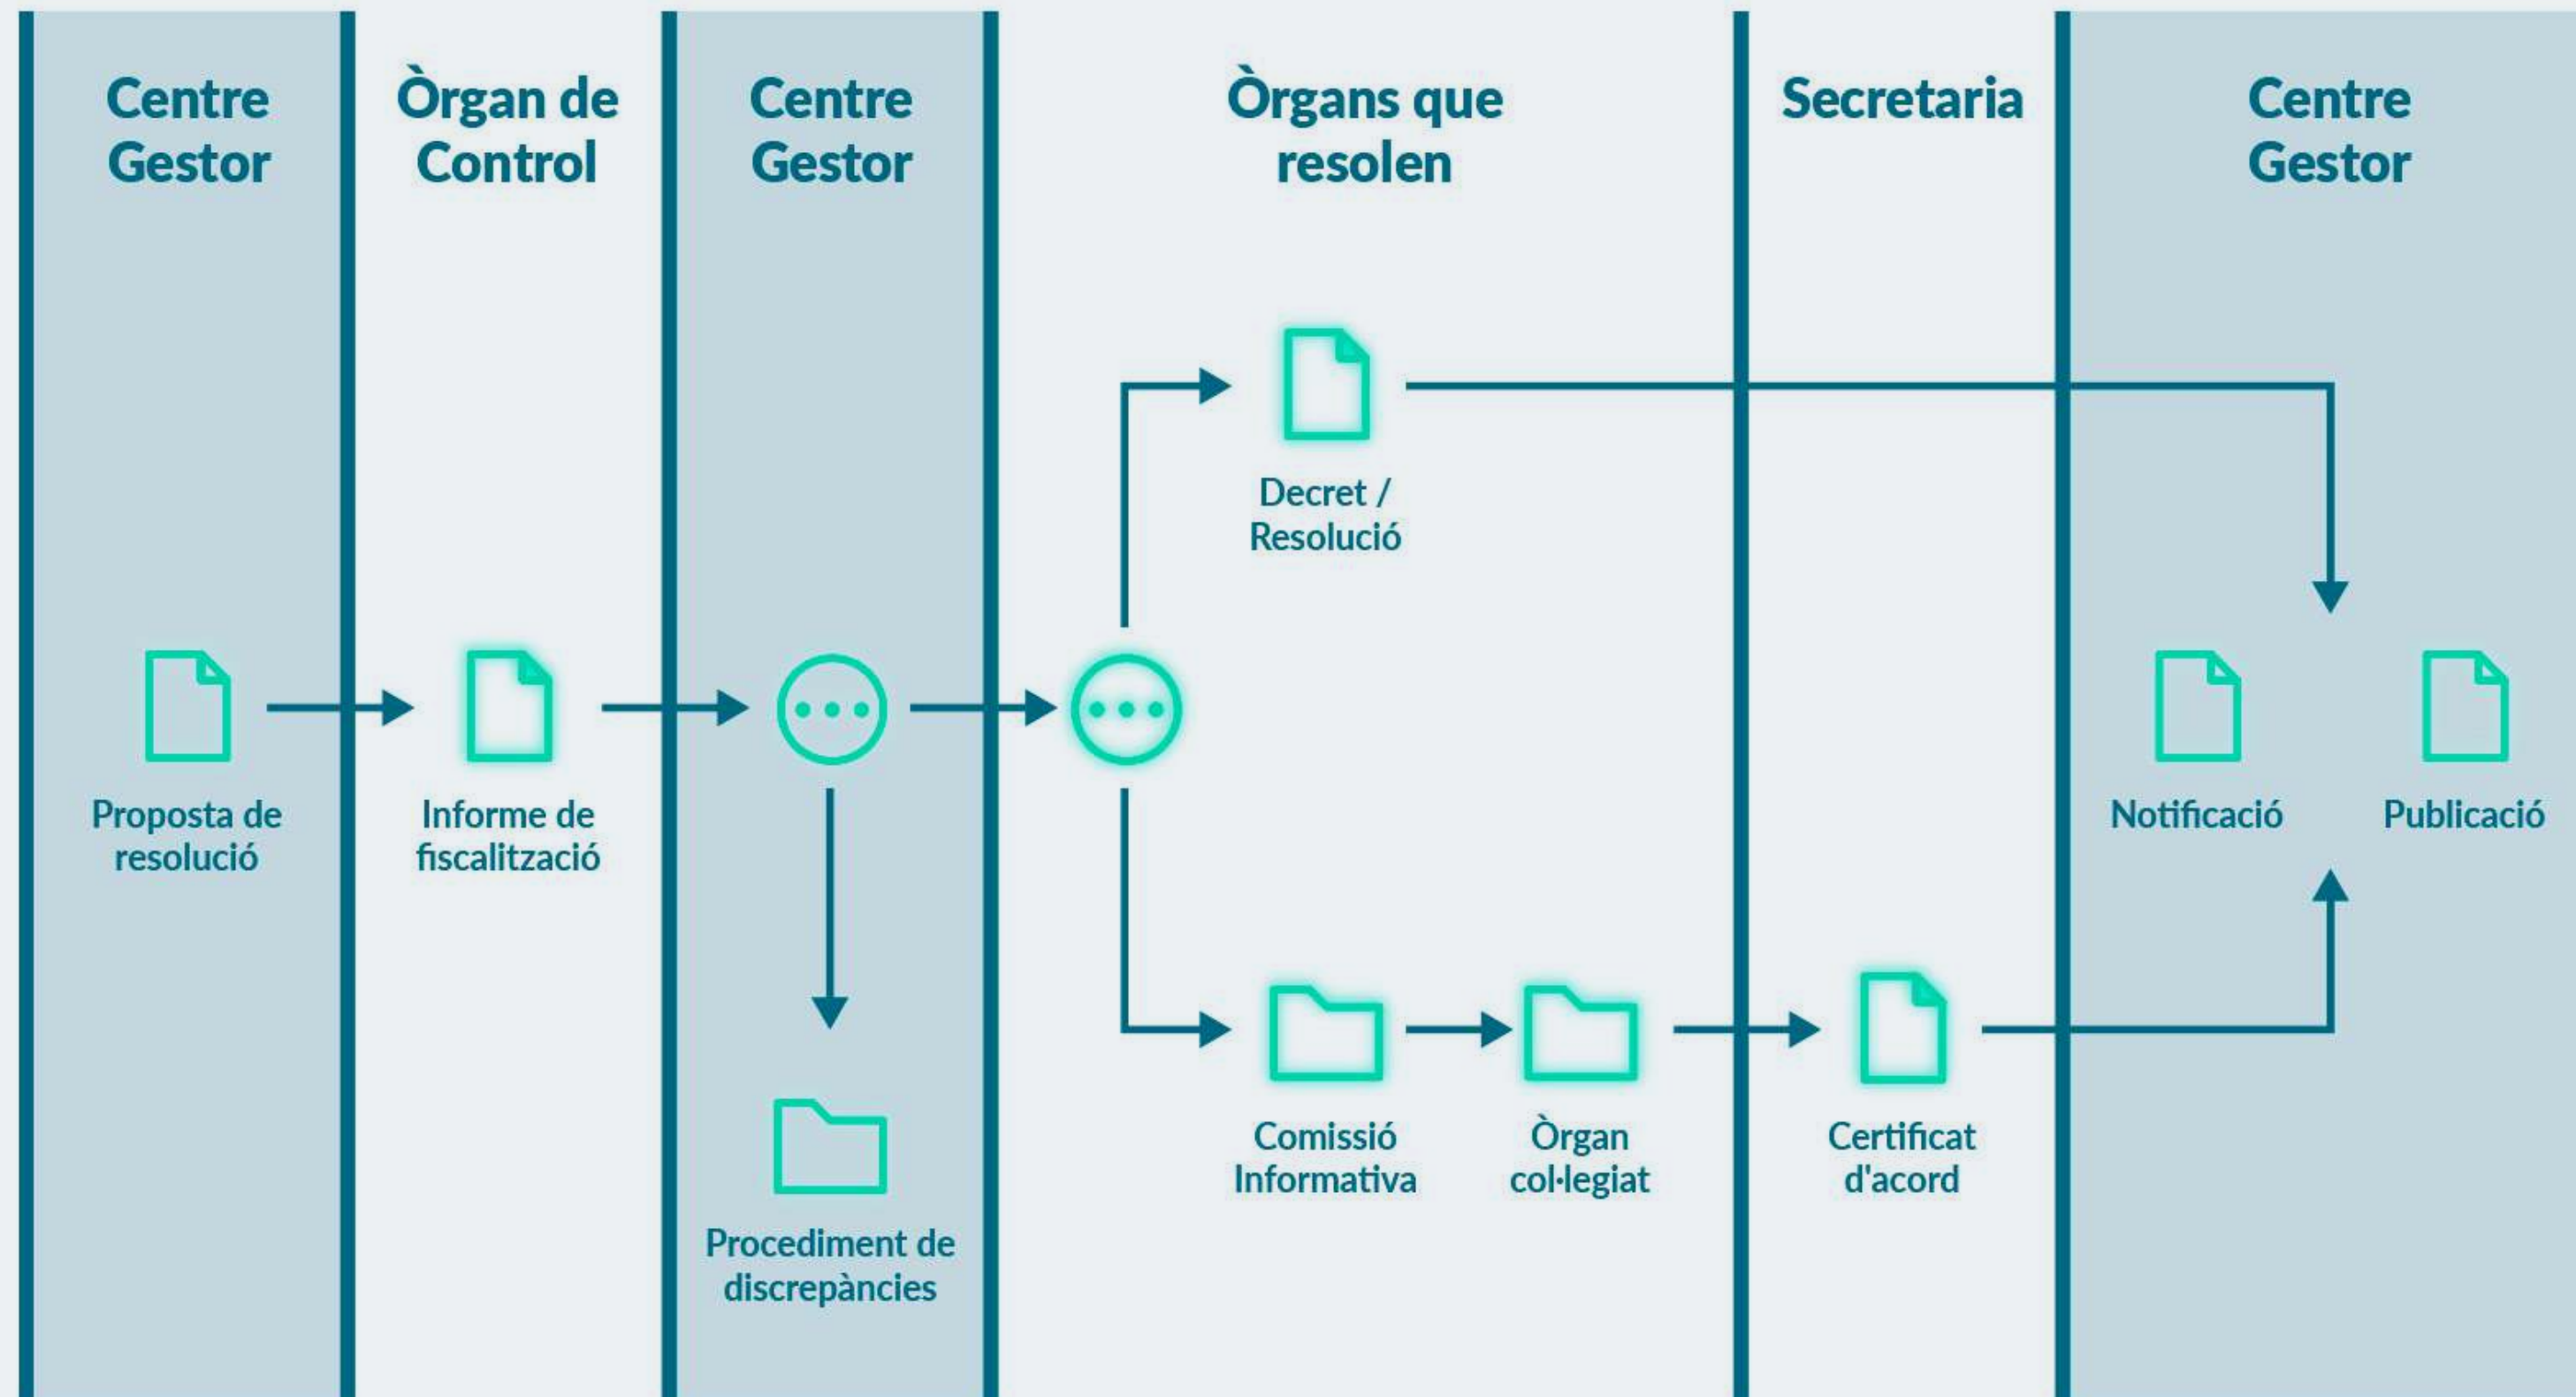 Centre
Gestor
Òrgan de
Control
Centre
Gestor
Òrgans que
resolen
Secretaria
Centre
Gestor
Decret /
Resolució
Proposta de
resolució
Informe de
fiscalització
Notificació
Publicació
Comissió
Informativa
Òrgan
col·legiat
Certificat
d'acord
Procediment de
discrepàncies